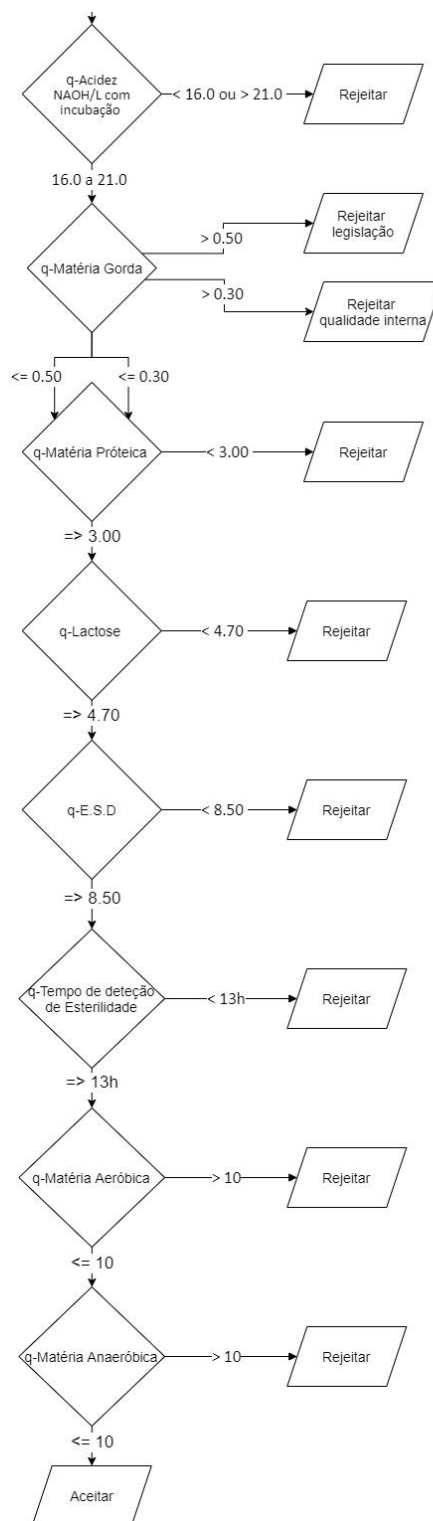 q-Acidez
NAOH/L com
incubação
< 16.0 ou > 21.0
Rejeitar
16.0 a 21.0
q-Matéria Gorda
> 0.50
Rejeitar
legislação
> 0.30
Rejeitar
qualidade interna
<= 0.50
<= 0.30
q-Matéria Próteica
< 3.00
Rejeitar
=> 3.00
q-Lactose
< 4.70
Rejeitar
=> 4.70
q-E.S.D
< 8.50
Rejeitar
=> 8.50
q-Tempo de deteção
de Esterilidade
< 13h
Rejeitar
=> 13h
q-Matéria Aeróbica
> 10
Rejeitar
<= 10
q-Matéria Anaeróbica
> 10
Rejeitar
<= 10
Aceitar